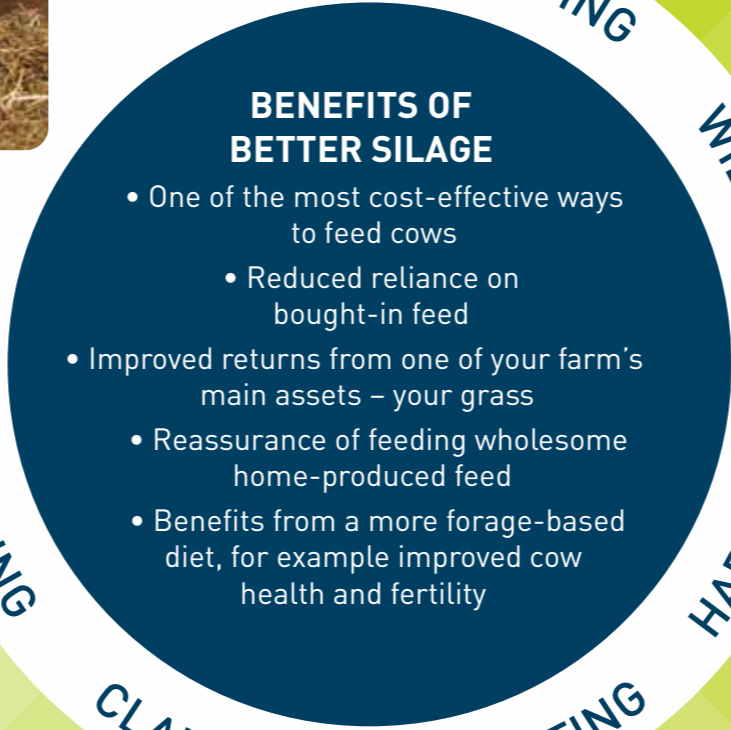 BENEFITS OF
BETTER SILAGE
• One of the most cost-effective ways
to feed cows
• Reduced reliance on
bought-in feed
• Improved returns from one of your farm’s
main assets – your grass
• Reassurance of feeding wholesome
home-produced feed
• Benefits from a more forage-based
diet, for example improved cow
health and fertility